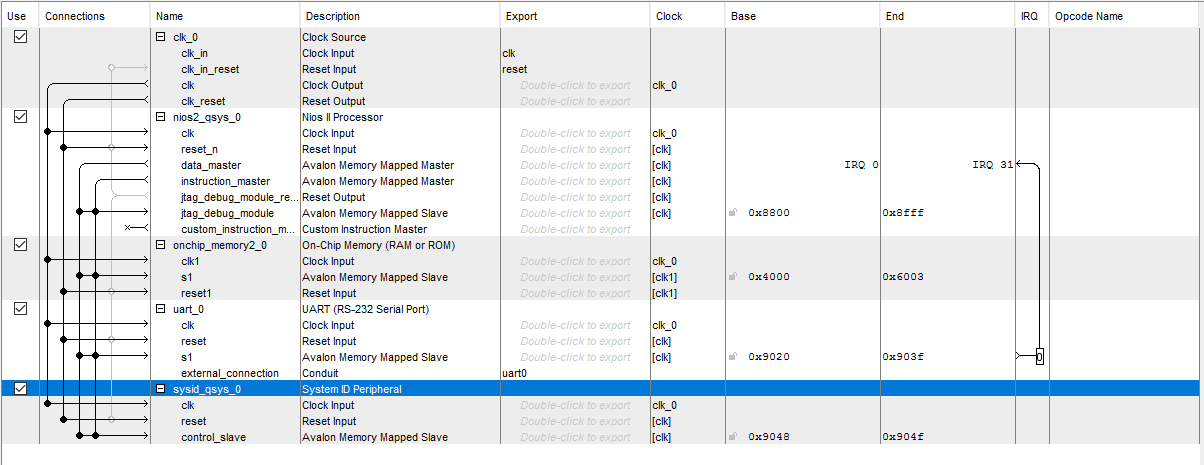 Use Connections Name Description Export Clock Base End IRQ Opcode Name
clk_0 Clock Source
clk_in Clock Input clk
clk_in_reset Reset Input reset
clk Clock Output Double-click to export clk_0
clk_reset Reset Output Double-click to export
nios2_qsys_0 Nios II Processor
clk Clock Input Double-click to export clk_0
reset_n Reset Input Double-click to export [clk]
data_master Avalon Memory Mapped Master Double-click to export [clk] IRQ 0 IRQ 31
instruction_master Avalon Memory Mapped Master Double-click to export [clk]
jtag_debug_module_re... Reset Output Double-click to export [clk]
jtag_debug_module Avalon Memory Mapped Slave Double-click to export [clk] 0x8800 0x8fff
custom_instruction_m... Custom Instruction Master Double-click to export
onchip_memory2_0 On-Chip Memory (RAM or ROM)
clk1 Clock Input Double-click to export clk_0
s1 Avalon Memory Mapped Slave Double-click to export [clk1] 0x4000 0x6003
reset1 Reset Input Double-click to export [clk1]
uart_0 UART (RS-232 Serial Port)
clk Clock Input Double-click to export clk_0
reset Reset Input Double-click to export [clk]
s1 Avalon Memory Mapped Slave Double-click to export [clk] 0x9020 0x903f 0
external_connection Conduit uart0
sysid_qsys_0 System ID Peripheral
clk Clock Input Double-click to export clk_0
reset Reset Input Double-click to export [clk]
control_slave Avalon Memory Mapped Slave Double-click to export [clk] 0x9048 0x904f